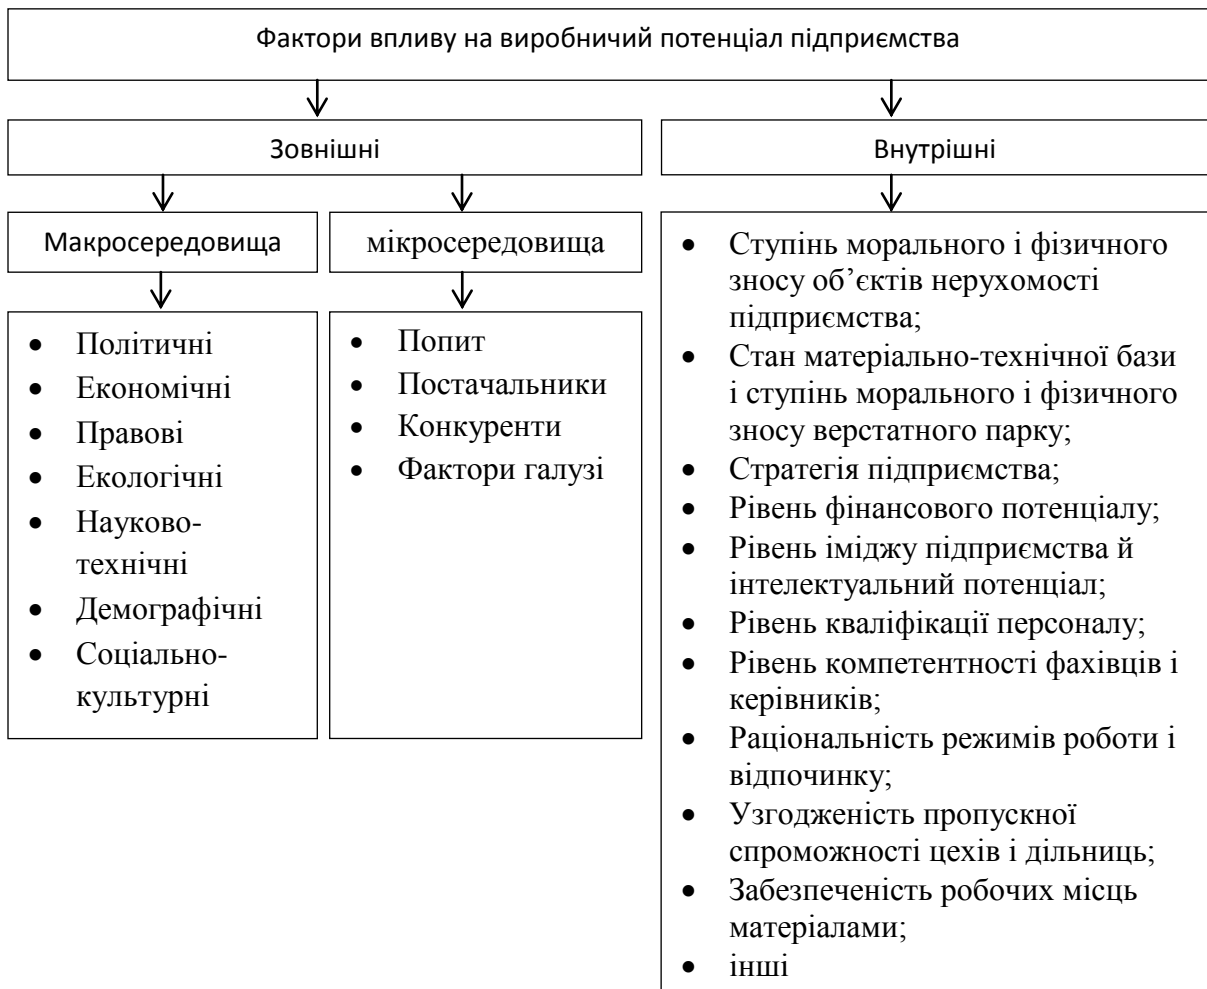 Фактори впливу на виробничий потенціал підприємства
Зовнішні
Внутрішні
Макросередовища
мікросередовища
• Політичні
• Економічні
• Правові
• Екологічні
• Науково-
технічні
• Демографічні
• Соціально-
культурні
• Попит
• Постачальники
• Конкуренти
• Фактори галузі
• Ступінь морального і фізичного
зносу об’єктів нерухомості
підприємства;
• Стан матеріально-технічної бази
і ступінь морального і фізичного
зносу верстатного парку;
• Стратегія підприємства;
• Рівень фінансового потенціалу;
• Рівень іміджу підприємства й
інтелектуальний потенціал;
• Рівень кваліфікації персоналу;
• Рівень компетентності фахівців і
керівників;
• Раціональність режимів роботи і
відпочинку;
• Узгодженість пропускної
спроможності цехів і дільниць;
• Забезпеченість робочих місць
матеріалами;
• інші